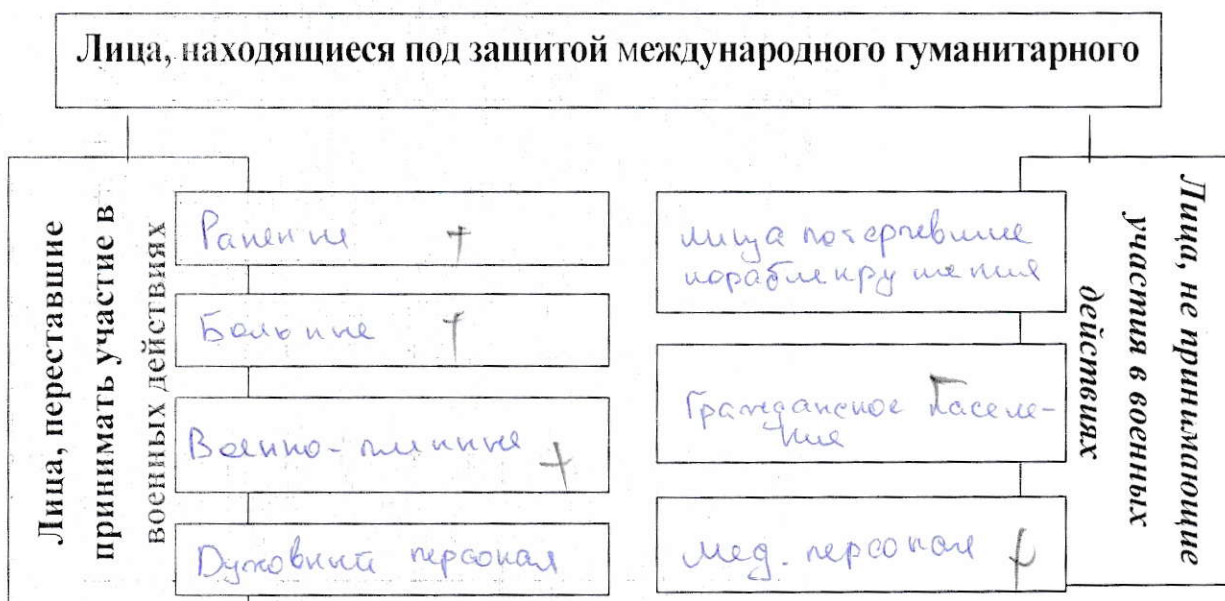 Лица, находящиеся под защитой международного гуманитарного
Лица, переставшие
принимать участие в
военных действиях
Раненые +
Больные +
Военно-пленные +
Духовный персонал
лица потерпевшие
кораблекрушения
Гражданское населе-
ния
мед. персонал +
Лица, не принимающие
участия в военных
действиях